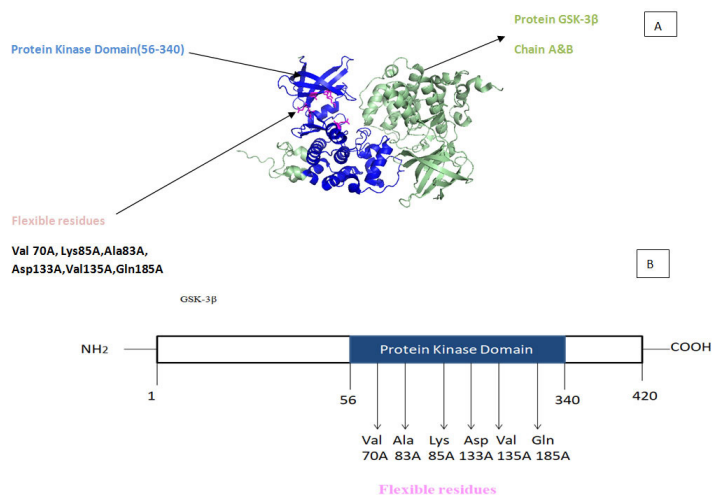 Protein GSK-3β
A
Protein Kinase Domain(56-340)
Chain A&B
Flexible residues
Val 70A, Lys85A,Ala83A,
Asp133A,Val135A,Gln185A
B
GSK-3β
NH2
Protein Kinase Domain
COOH
1
56
340
420
Val Ala Lys Asp Val Gln
70A 83A 85A 133A 135A 185A
Flexible residues